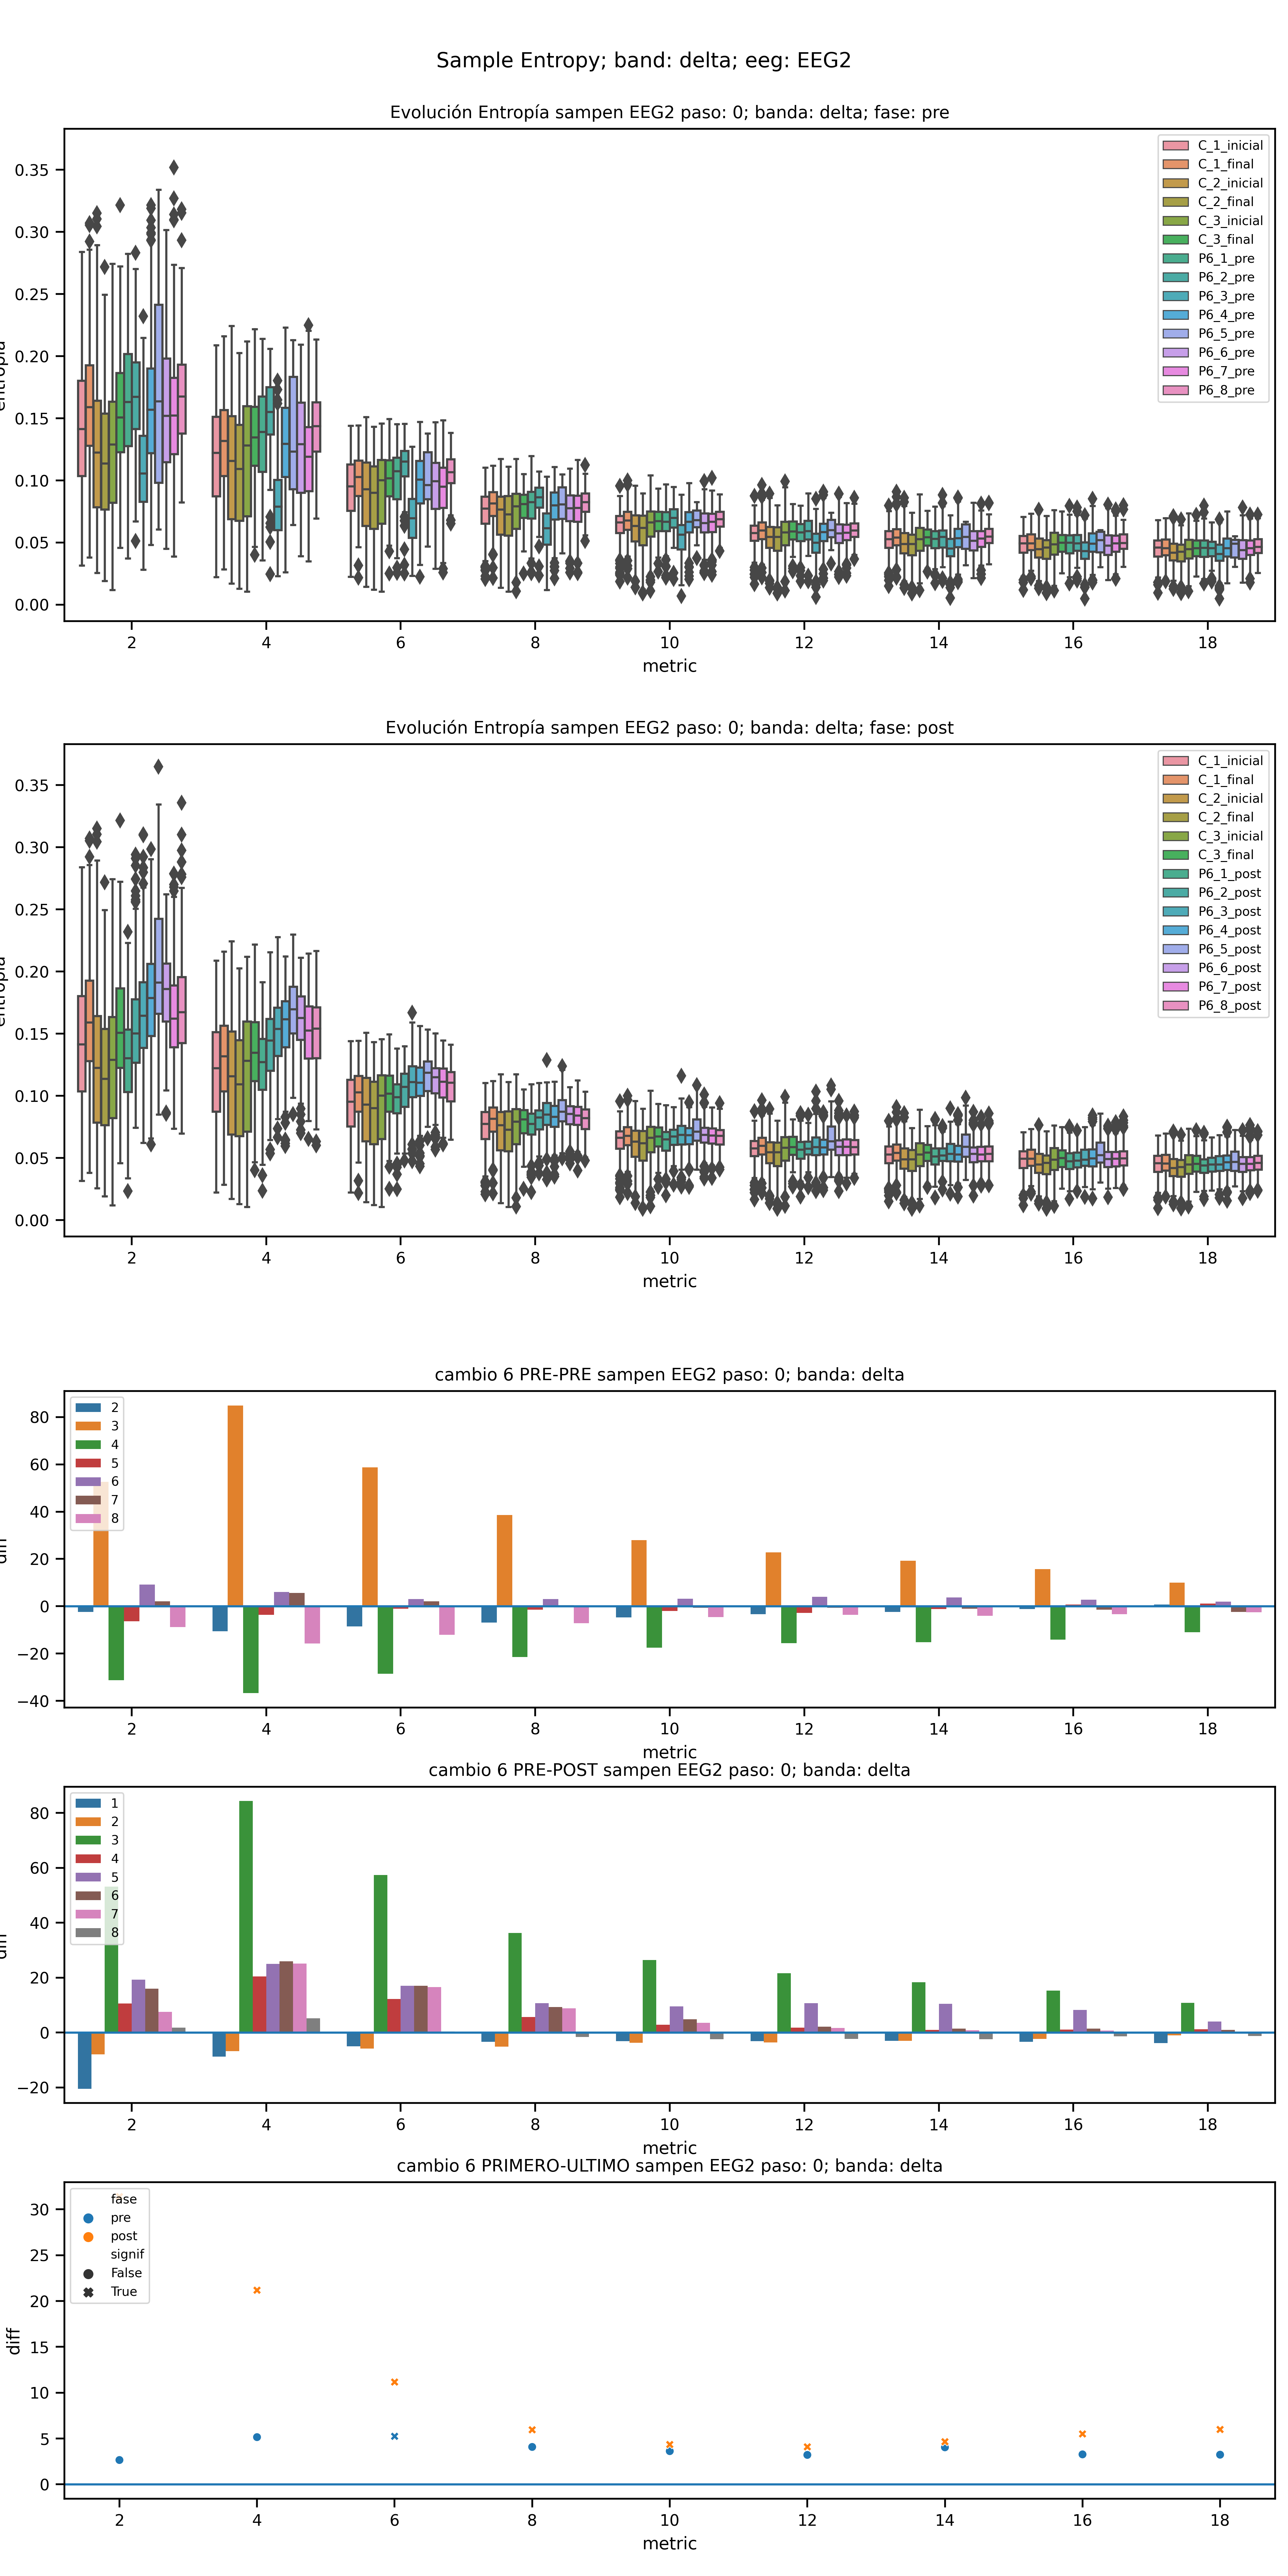 Sample Entropy; band: delta; eeg: EEG2
Evolución Entropía sampen EEG2 paso: 0; banda: delta; fase: pre
0.35
0.30
0.25
0.20
0.15
0.10
0.05
0.00
C_1_inicial
C_1_final
C_2_inicial
C_2_final
C_3_inicial
C_3_final
P6_1_pre
P6_2_pre
P6_3_pre
P6_4_pre
P6_5_pre
P6_6_pre
P6_7_pre
P6_8_pre
2 4 6 8 10 12 14 16 18
metric
Evolución Entropía sampen EEG2 paso: 0; banda: delta; fase: post
0.35
0.30
0.25
0.20
0.15
0.10
0.05
0.00
C_1_inicial
C_1_final
C_2_inicial
C_2_final
C_3_inicial
C_3_final
P6_1_post
P6_2_post
P6_3_post
P6_4_post
P6_5_post
P6_6_post
P6_7_post
P6_8_post
2 4 6 8 10 12 14 16 18
metric
cambio 6 PRE-PRE sampen EEG2 paso: 0; banda: delta
80
60
40
20
0
−20
−40
2
3
4
5
6
7
8
2 4 6 8 10 12 14 16 18
metric
cambio 6 PRE-POST sampen EEG2 paso: 0; banda: delta
80
60
40
20
0
−20
1
2
3
4
5
6
7
8
2 4 6 8 10 12 14 16 18
metric
cambio 6 PRIMERO-ULTIMO sampen EEG2 paso: 0; banda: delta
diff
30
25
20
15
10
5
0
fase
pre
post
signif
False
True
2 4 6 8 10 12 14 16 18
metric